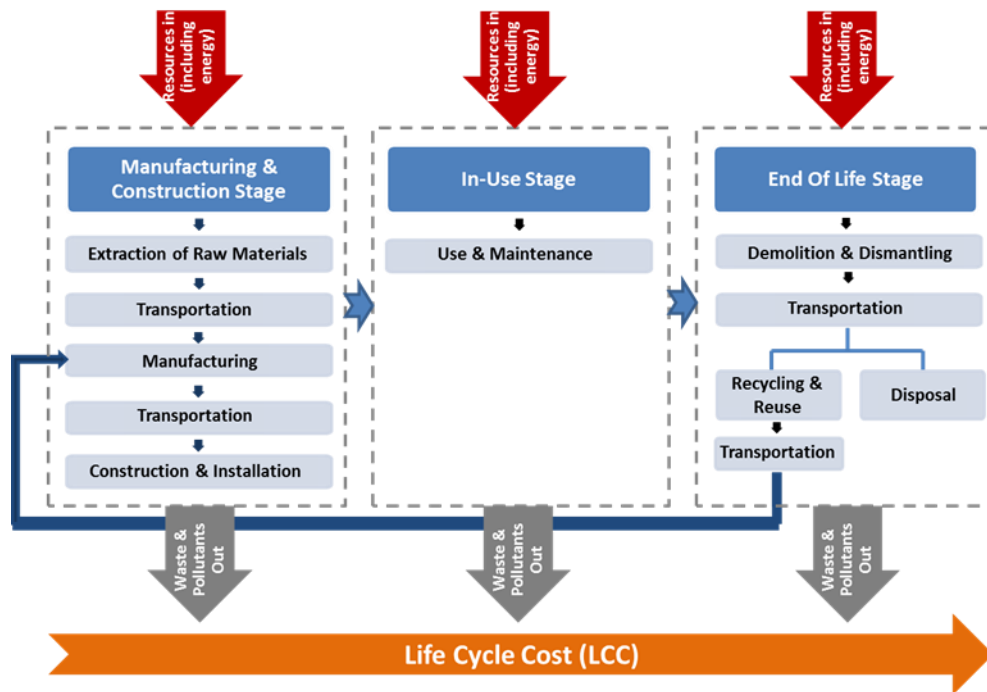 Resources in
(including
energy)
Resources in
(including
energy)
Resources in
(including
energy)
Manufacturing &
Construction Stage
Extraction of Raw Materials
Transportation
Manufacturing
Transportation
Construction & Installation
In-Use Stage
Use & Maintenance
End Of Life Stage
Demolition & Dismantling
Transportation
Recycling &
Reuse
Disposal
Transportation
Waste &
Pollutants
Out
Waste &
Pollutants
Out
Waste &
Pollutants
Out
Life Cycle Cost (LCC)